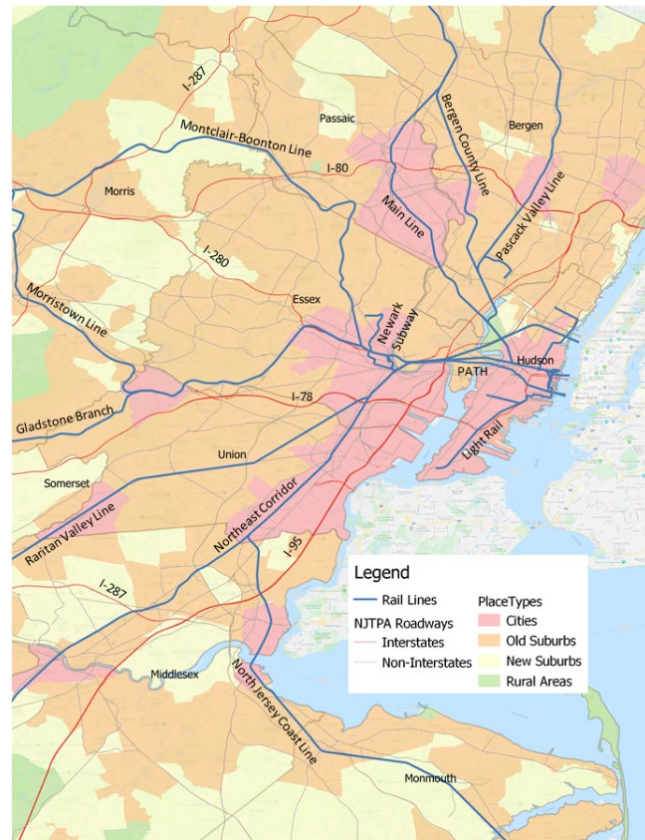 I-287
Passaic
Bergen
Montclair-Boonton Line
Bergen County Line
I-80
Morris
Main Line
Pascack Valley Line
I-280
Morristown Line
Essex
Newark
Subway
Hudson
PATH
I-78
Gladstone Branch
Light Rail
Union
Somerset
Northeast Corridor
Raritan Valley Line
I-95
I-287
Middlesex
North Jersey Coast Line
Monmouth
Legend
Rail Lines
NJTPA Roadways
Interstates
Non-Interstates
PlaceTypes
Cities
Old Suburbs
New Suburbs
Rural Areas